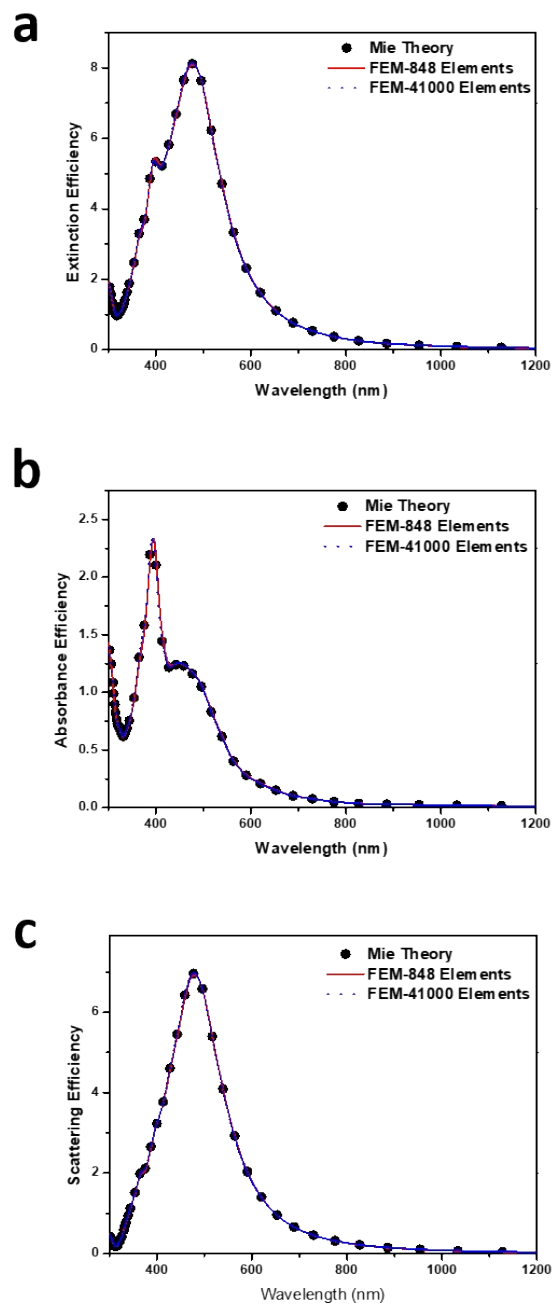 a
Mie Theory
FEM-848 Elements
FEM-41000 Elements
8
6
4
2
0
Extinction Efficiency
400 600 800 1000 1200
Wavelength (nm)
b
Mie Theory
FEM-848 Elements
FEM-41000 Elements
2.5
2.0
1.5
1.0
0.5
0.0
Absorbance Efficiency
400 600 800 1000 1200
Wavelength (nm)
c
Mie Theory
FEM-848 Elements
FEM-41000 Elements
6
4
2
0
Scattering Efficiency
400 600 800 1000 1200
Wavelength (nm)